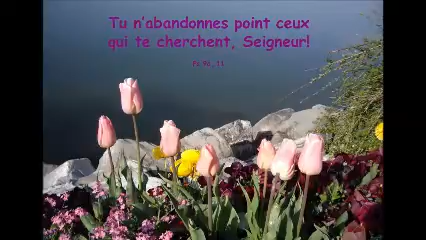 Tu n'abandonnes point ceux
qui te cherchent, Seigneur!